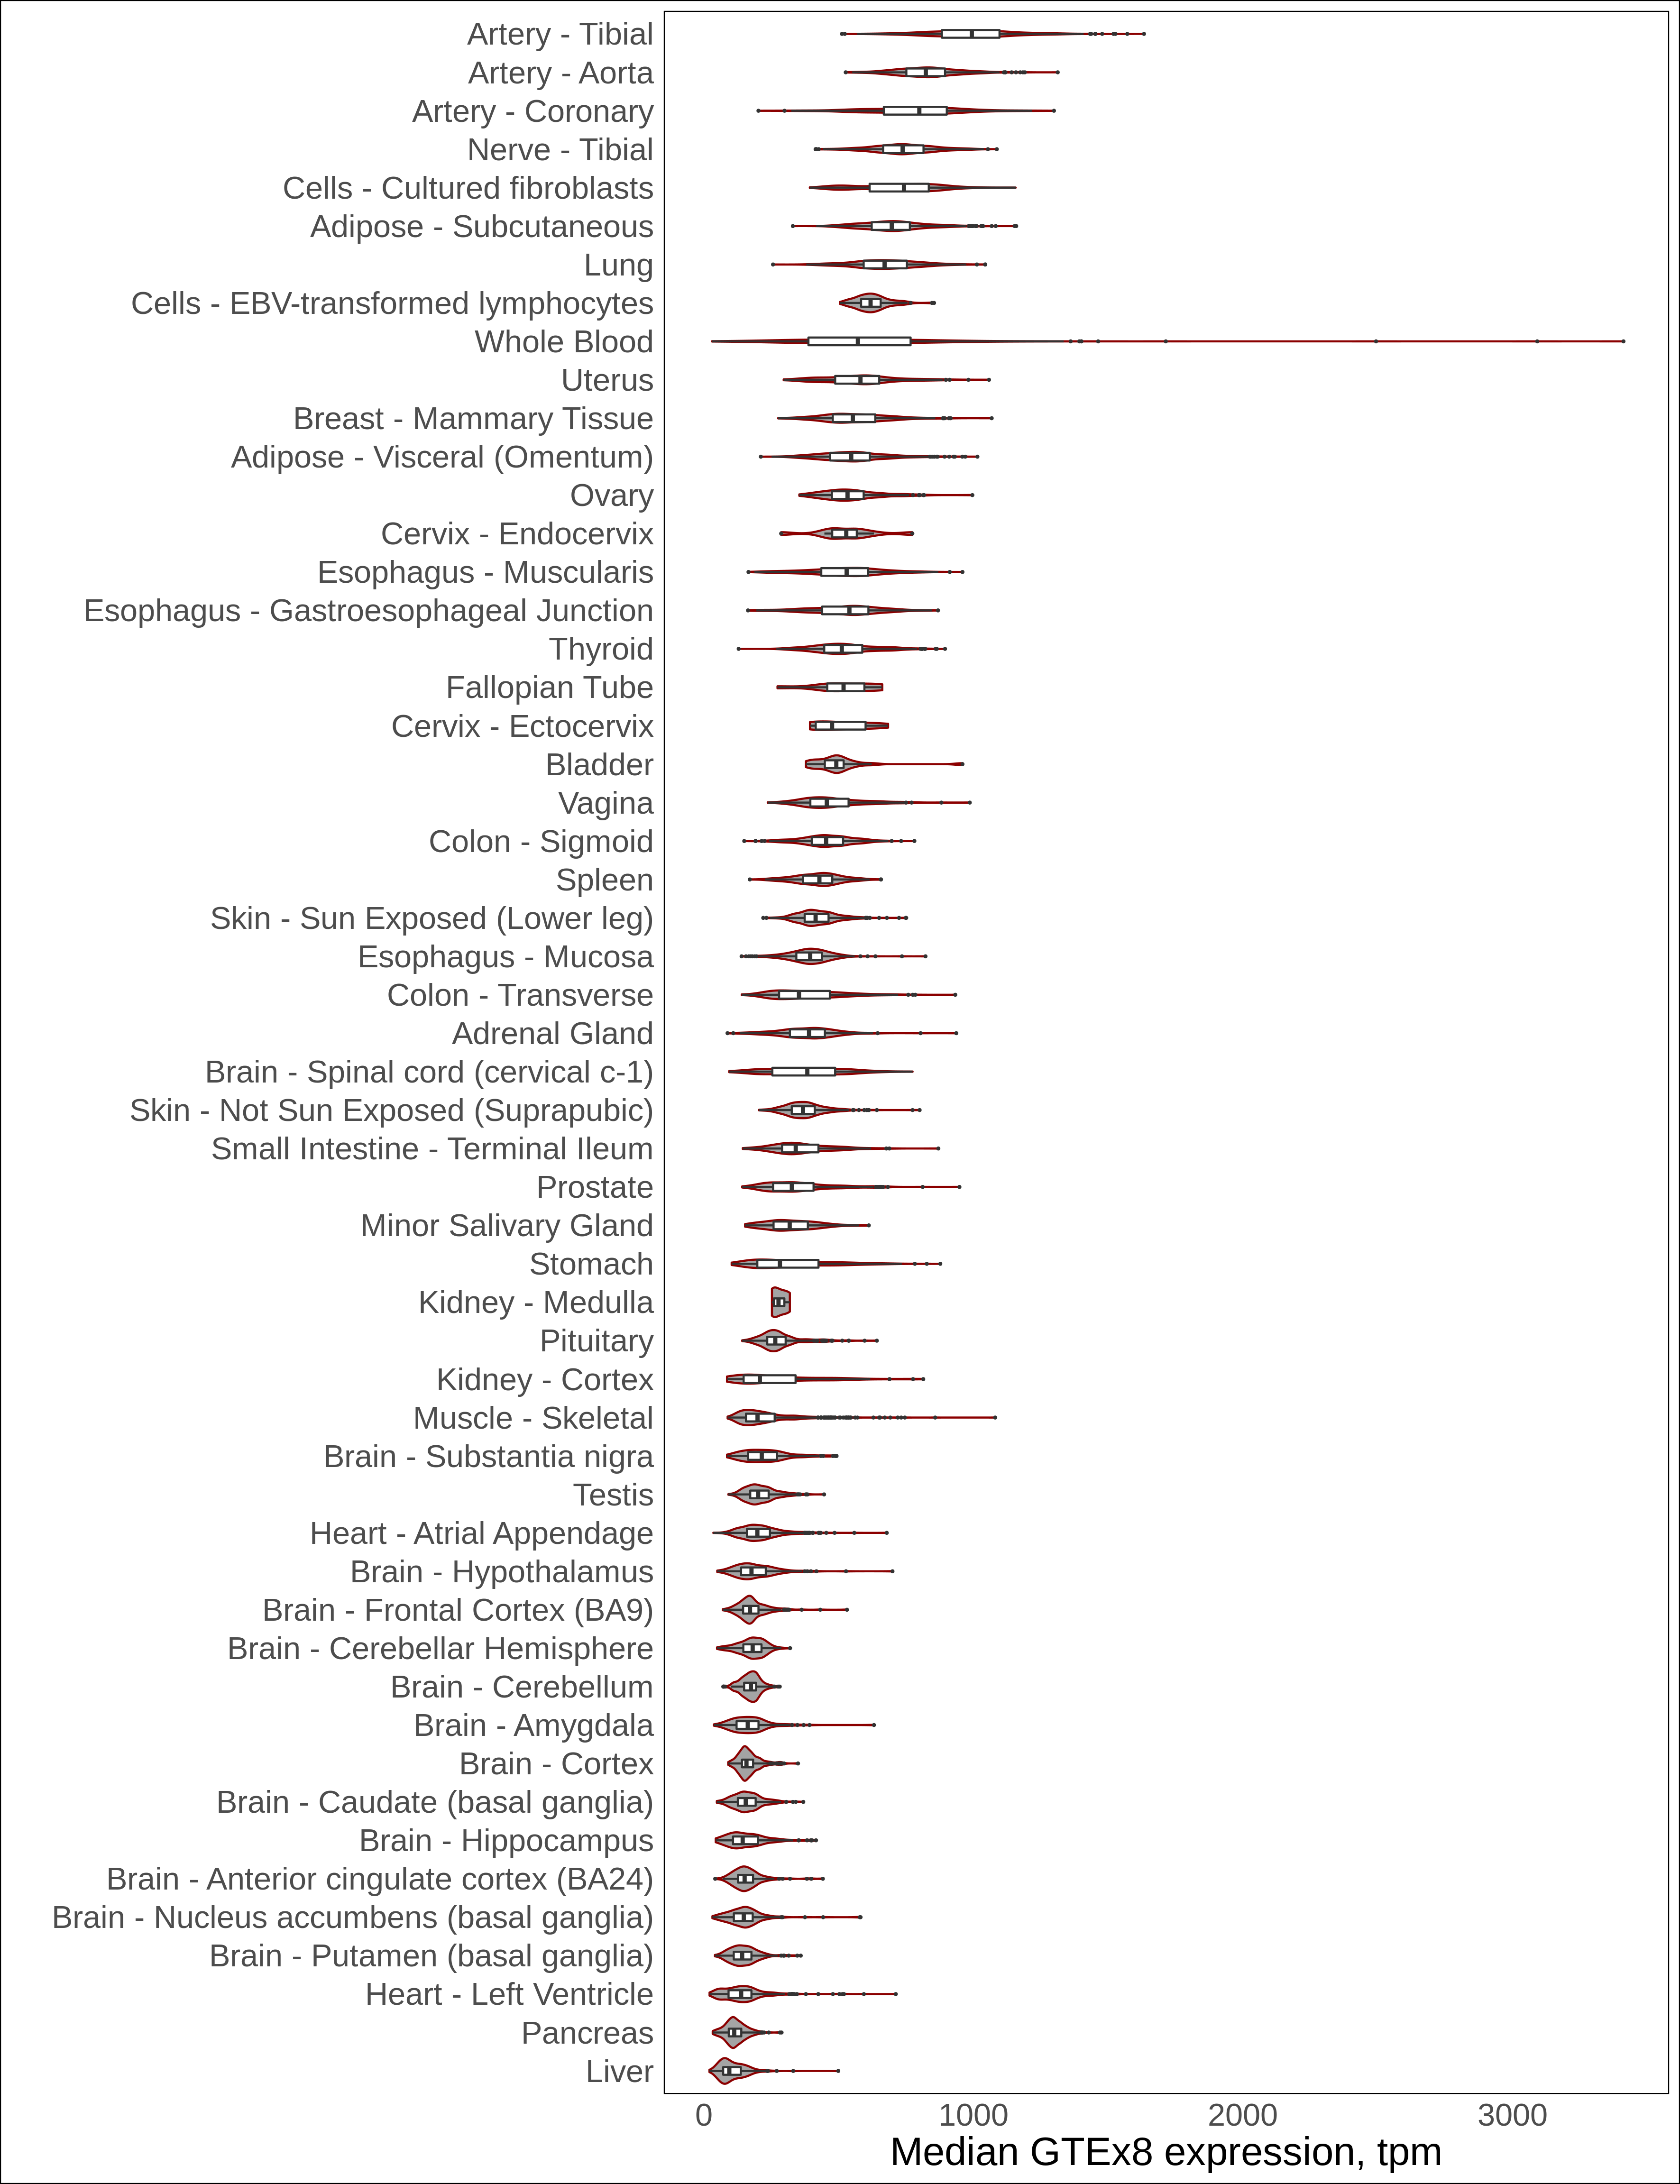 Artery - Tibial
Artery - Aorta
Artery - Coronary
Nerve - Tibial
Cells - Cultured fibroblasts
Adipose - Subcutaneous
Lung
Cells - EBV-transformed lymphocytes
Whole Blood
Uterus
Breast - Mammary Tissue
Adipose - Visceral (Omentum)
Ovary
Cervix - Endocervix
Esophagus - Muscularis
Esophagus - Gastroesophageal Junction
Thyroid
Fallopian Tube
Cervix - Ectocervix
Bladder
Vagina
Colon - Sigmoid
Spleen
Skin - Sun Exposed (Lower leg)
Esophagus - Mucosa
Colon - Transverse
Adrenal Gland
Brain - Spinal cord (cervical c-1)
Skin - Not Sun Exposed (Suprapubic)
Small Intestine - Terminal Ileum
Prostate
Minor Salivary Gland
Stomach
Kidney - Medulla
Pituitary
Kidney - Cortex
Muscle - Skeletal
Brain - Substantia nigra
Testis
Heart - Atrial Appendage
Brain - Hypothalamus
Brain - Frontal Cortex (BA9)
Brain - Cerebellar Hemisphere
Brain - Cerebellum
Brain - Amygdala
Brain - Cortex
Brain - Caudate (basal ganglia)
Brain - Hippocampus
Brain - Anterior cingulate cortex (BA24)
Brain - Nucleus accumbens (basal ganglia)
Brain - Putamen (basal ganglia)
Heart - Left Ventricle
Pancreas
Liver
0 1000 2000 3000
Median GTEx8 expression, tpm